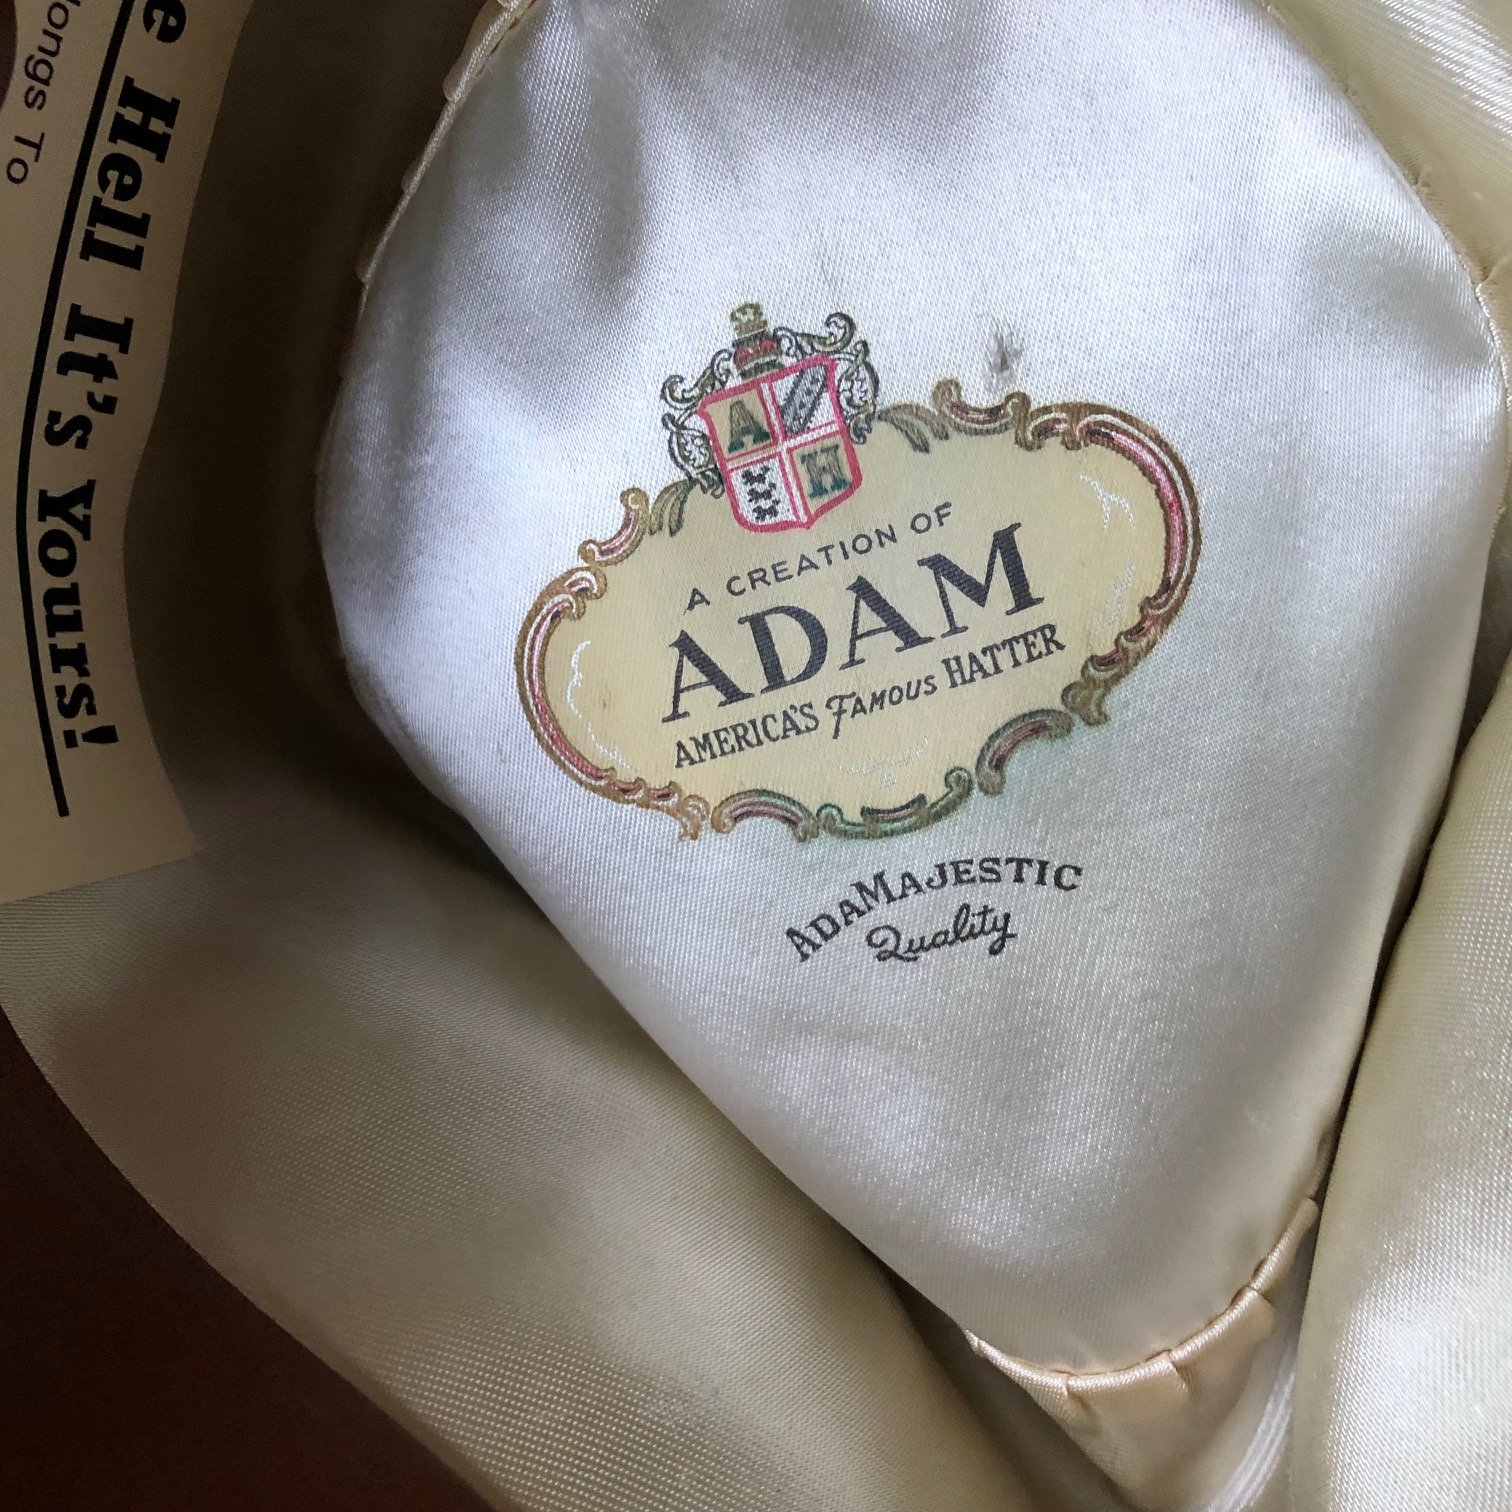 e Hell It's Yours!
longs To
A H
A CREATION OF
ADAM
AMERICA'S FAMOUS HATTER
ADAMAJESTIC
Quality